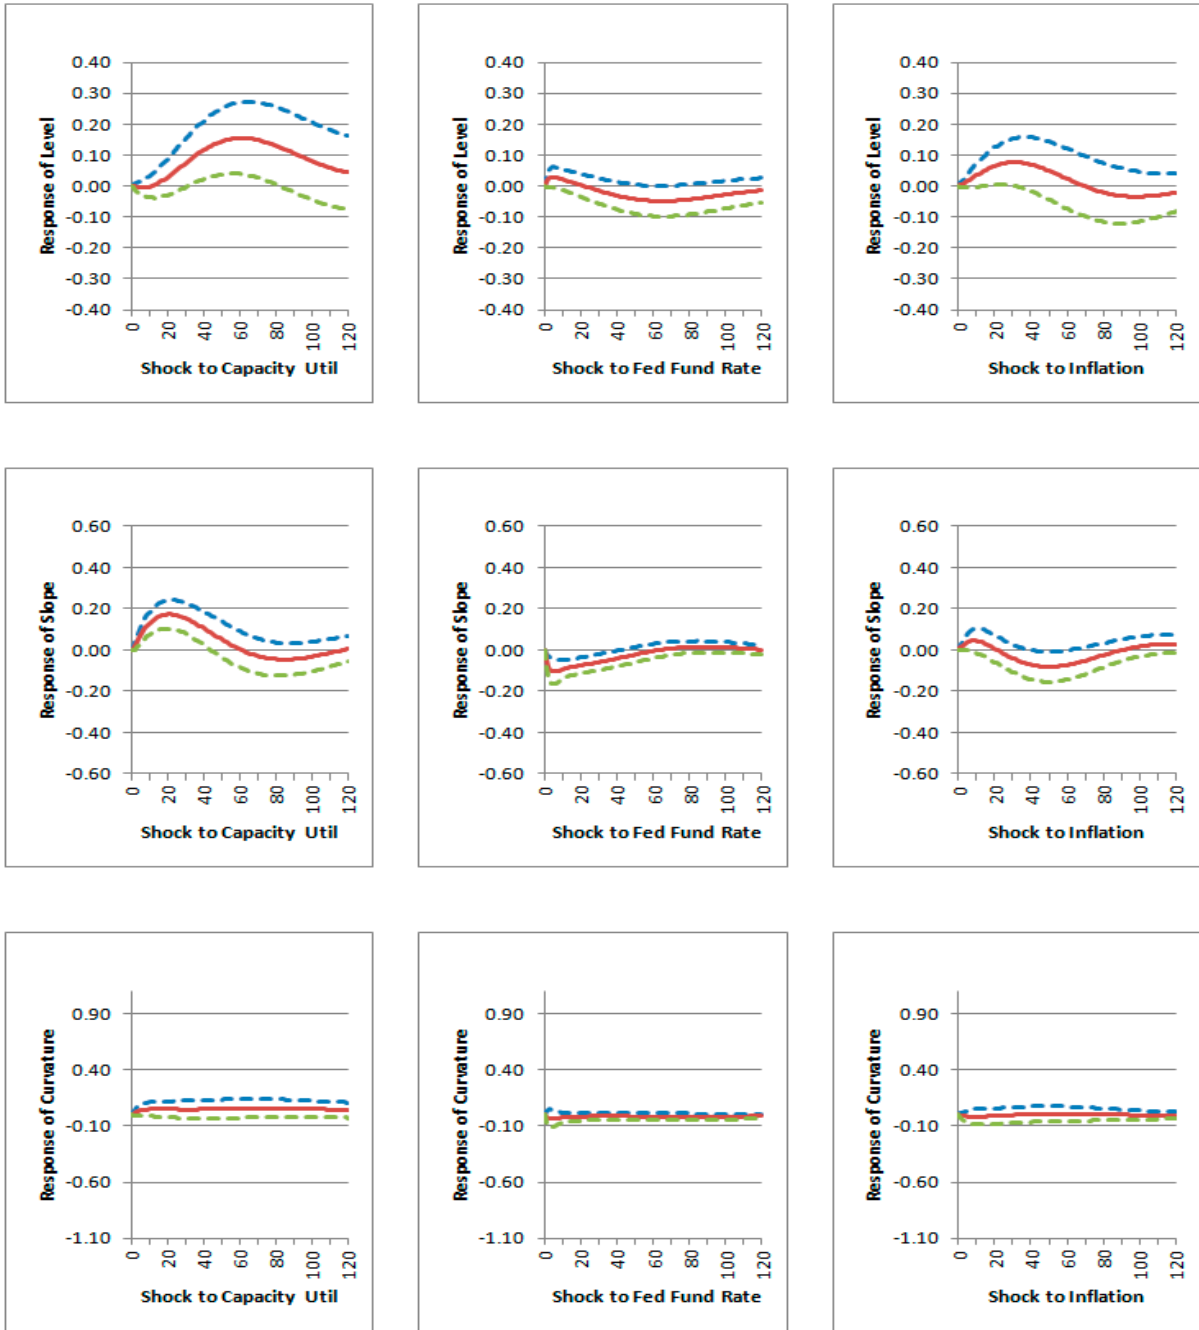 Response of Level
0.40
0.30
0.20
0.10
0.00
-0.10
-0.20
-0.30
-0.40
0 20 40 60 80 100 120
Shock to Capacity Util
Response of Level
0.40
0.30
0.20
0.10
0.00
-0.10
-0.20
-0.30
-0.40
0 20 40 60 80 100 120
Shock to Fed Fund Rate
Response of Level
0.40
0.30
0.20
0.10
0.00
-0.10
-0.20
-0.30
-0.40
0 20 40 60 80 100 120
Shock to Inflation
Response of Slope
0.60
0.40
0.20
0.00
-0.20
-0.40
-0.60
0 20 40 60 80 100 120
Shock to Capacity Util
Response of Slope
0.60
0.40
0.20
0.00
-0.20
-0.40
-0.60
0 20 40 60 80 100 120
Shock to Fed Fund Rate
Response of Slope
0.60
0.40
0.20
0.00
-0.20
-0.40
-0.60
0 20 40 60 80 100 120
Shock to Inflation
Response of Curvature
0.90
0.40
-0.10
-0.60
-1.10
0 20 40 60 80 100 120
Shock to Capacity Util
Response of Curvature
0.90
0.40
-0.10
-0.60
-1.10
0 20 40 60 80 100 120
Shock to Fed Fund Rate
Response of Curvature
0.90
0.40
-0.10
-0.60
-1.10
0 20 40 60 80 100 120
Shock to Inflation